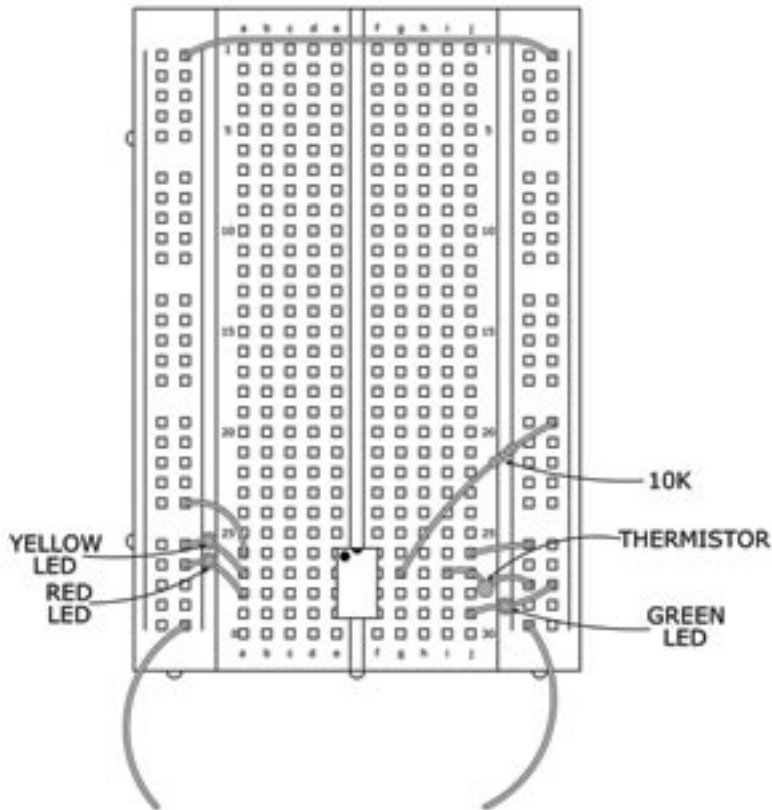 a b c d e f g h i j
1 1
5 5
10 10
15 15
20 20
10K
25 25
THERMISTOR
YELLOW
LED
RED
LED
GREEN
LED
30
a b c d e f g h i j